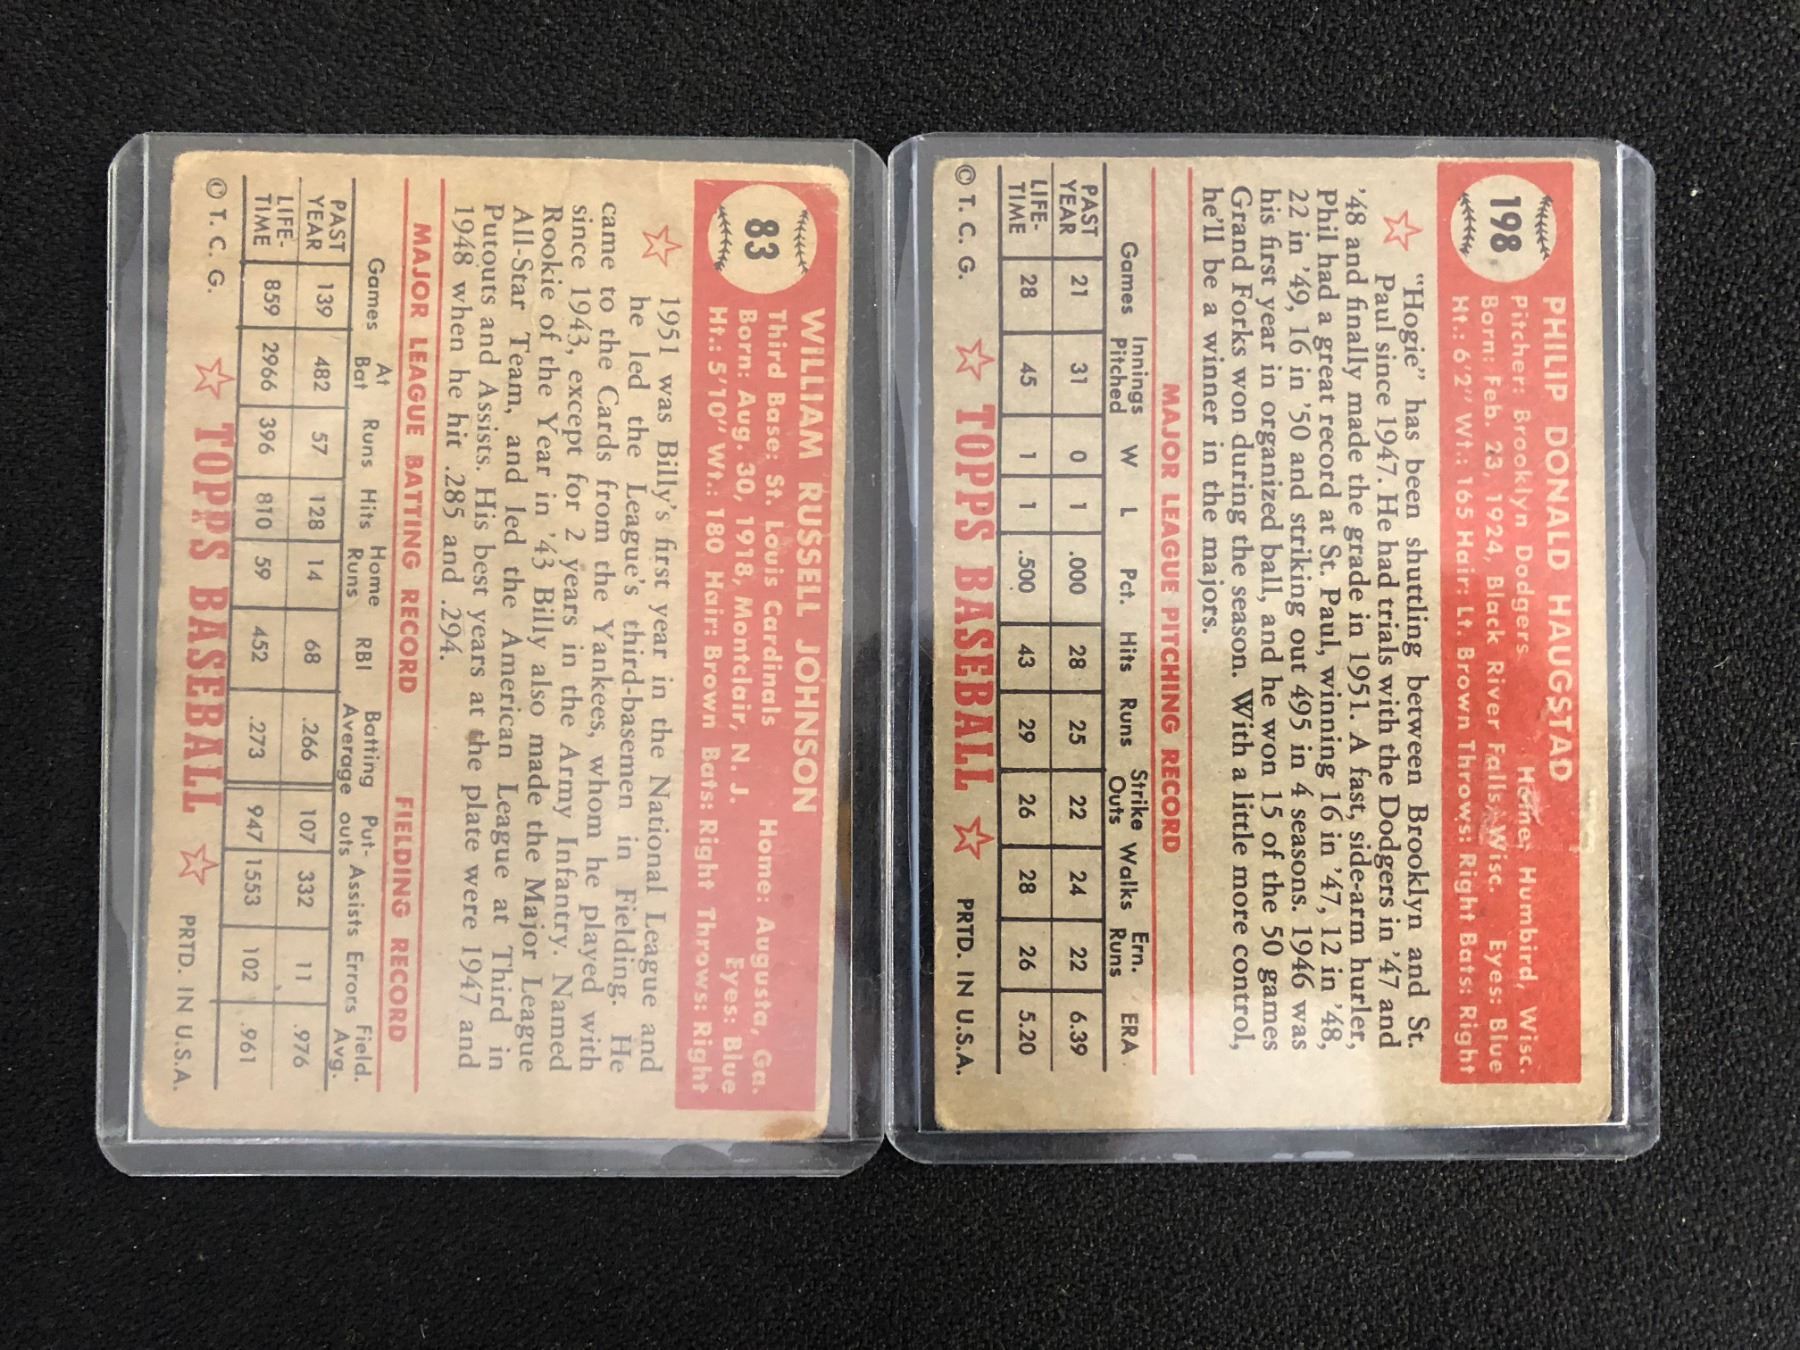 198
PHILIP DONALD HAUGSTAD
Pitcher: Brooklyn Dodgers Home: Humbird, Wisc.
Born: Feb. 23, 1924, Black River Falls, Wisc. Eyes: Blue
Ht.: 6'2" Wt.: 165 Hair: Lt. Brown Throws: Right Bats: Right
"Hogie" has been shuttling between Brooklyn and St.
Paul since 1947. He had trials with the Dodgers in '47 and
'48 and finally made the grade in 1951. A fast, side-arm hurler,
Phil had a great record at St. Paul, winning 16 in '47, 12 in '48,
22 in '49, 16 in '50 and striking out 495 in 4 seasons. 1946 was
his first year in organized ball, and he won 15 of the 50 games
Grand Forks won during the season. With a little more control,
he'll be a winner in the majors.
MAJOR LEAGUE PITCHING RECORD
Games Innings Pitched W L Pct. Hits Runs Strike Outs Walks Ern. Runs ERA
PAST YEAR 21 31 0 1 .000 28 25 22 24 22 6.39
LIFE- TIME 28 45 1 1 .500 43 29 26 28 26 5.20
© T. C. G. TOPPS BASEBALL PRTD. IN U.S.A.
83
WILLIAM RUSSELL JOHNSON
Third Base: St. Louis Cardinals Home: Augusta, Ga.
Born: Aug. 30, 1918, Montclair, N. J. Eyes: Blue
Ht.: 5'10" Wt.: 180 Hair: Brown Bats: Right Throws: Right
1951 was Billy's first year in the National League and
he led the League's third-basemen in Fielding. He
came to the Cards from the Yankees, whom he played with
since 1943, except for 2 years in the Army Infantry. Named
Rookie of the Year in '43 Billy also made the Major League
All-Star Team, and led the American League at Third in
Putouts and Assists. His best years at the plate were 1947 and
1948 when he hit .285 and .294.
MAJOR LEAGUE BATTING RECORD FIELDING RECORD
Games At Bat Runs Hits Home Runs RBI Batting Average Put- outs Assists Errors Field. Avg.
PAST YEAR 139 482 57 128 14 68 .266 107 332 11 .976
LIFE- TIME 859 2966 396 810 59 452 .273 947 1553 102 .961
© T. C. G. TOPPS BASEBALL PRTD. IN U.S.A.